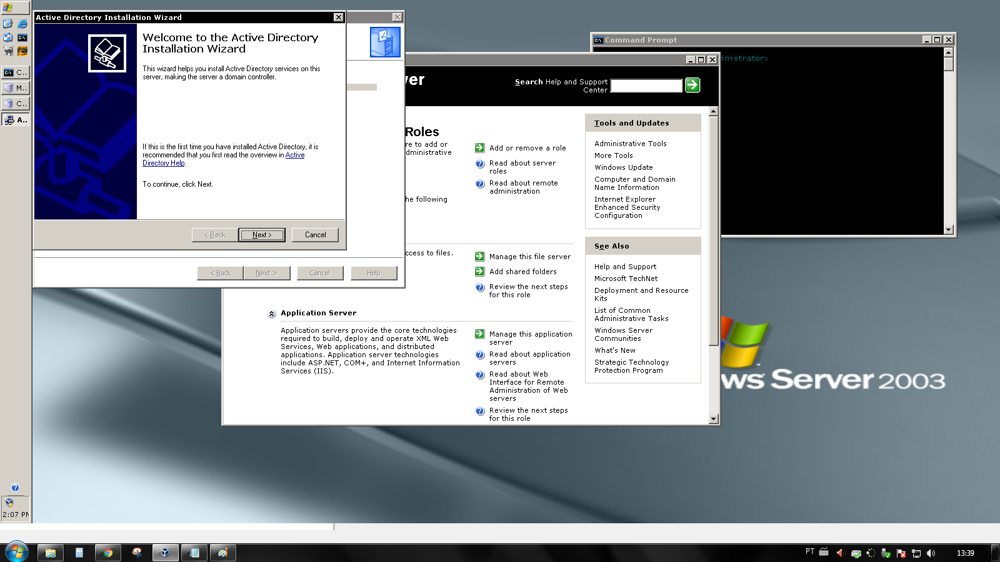 Active Directory Installation Wizard
Welcome to the Active Directory
Installation Wizard
This wizard helps you install Active Directory services on this
server, making the server a domain controller.
If this is the first time you have installed Active Directory, it is
recommended that you first read the overview in Active
Directory Help.
To continue, click Next.
< Back
Next >
Cancel
< Back
Next >
Cancel
Help
Command Prompt
inistrator>
ver
Search Help and Support
Center
Roles
re to add or
dministrative
he following
Add or remove a role
Read about server
roles
Read about remote
administration
ccess to files.
Manage this file server
Add shared folders
Review the next steps
for this role
Application Server
Application servers provide the core technologies
required to build, deploy and operate XML Web
Services, Web applications, and distributed
applications. Application server technologies
include ASP.NET, COM+, and Internet Information
Services (IIS).
Manage this application
server
Read about application
servers
Read about Web
Interface for Remote
Administration of Web
servers
Review the next steps
for this role
Tools and Updates
Administrative Tools
More Tools
Windows Update
Computer and Domain
Name Information
Internet Explorer
Enhanced Security
Configuration
See Also
Help and Support
Microsoft TechNet
Deployment and Resource
Kits
List of Common
Administrative Tasks
Windows Server
Communities
What's New
Strategic Technology
Protection Program
ws Server 2003
C..
M..
C..
A..
2:07 PM
PT
13:39